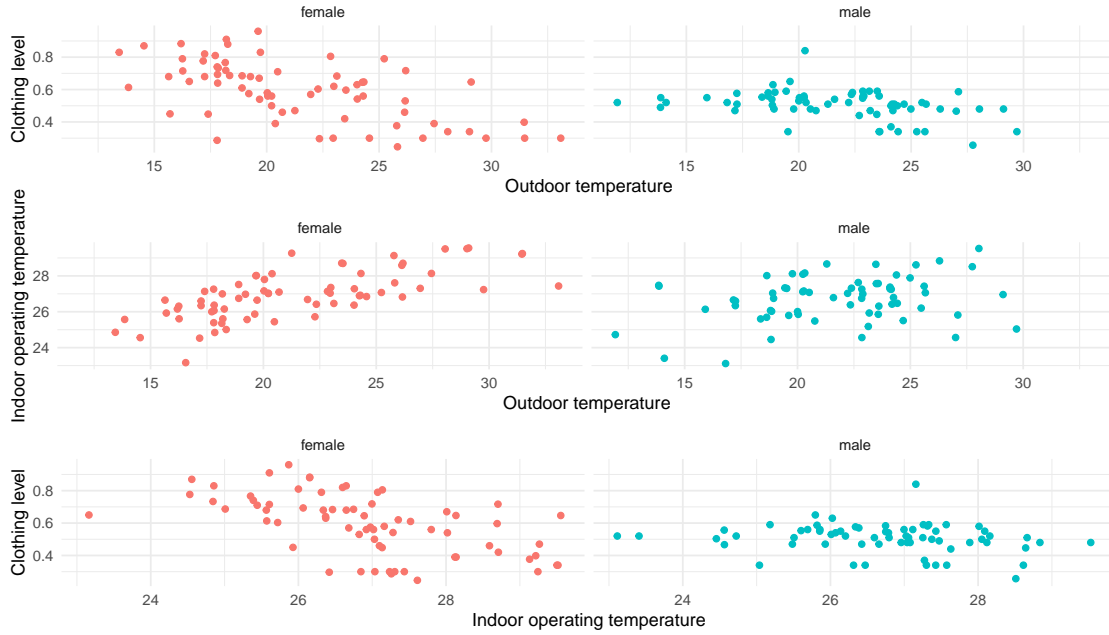 female male
Clothing level
0.8
0.6
0.4
15 20 25 30 15 20 25 30
Outdoor temperature
female male
Indoor operating temperature
28
26
24
15 20 25 30 15 20 25 30
Outdoor temperature
female male
Clothing level
0.8
0.6
0.4
24 26 28 24 26 28
Indoor operating temperature